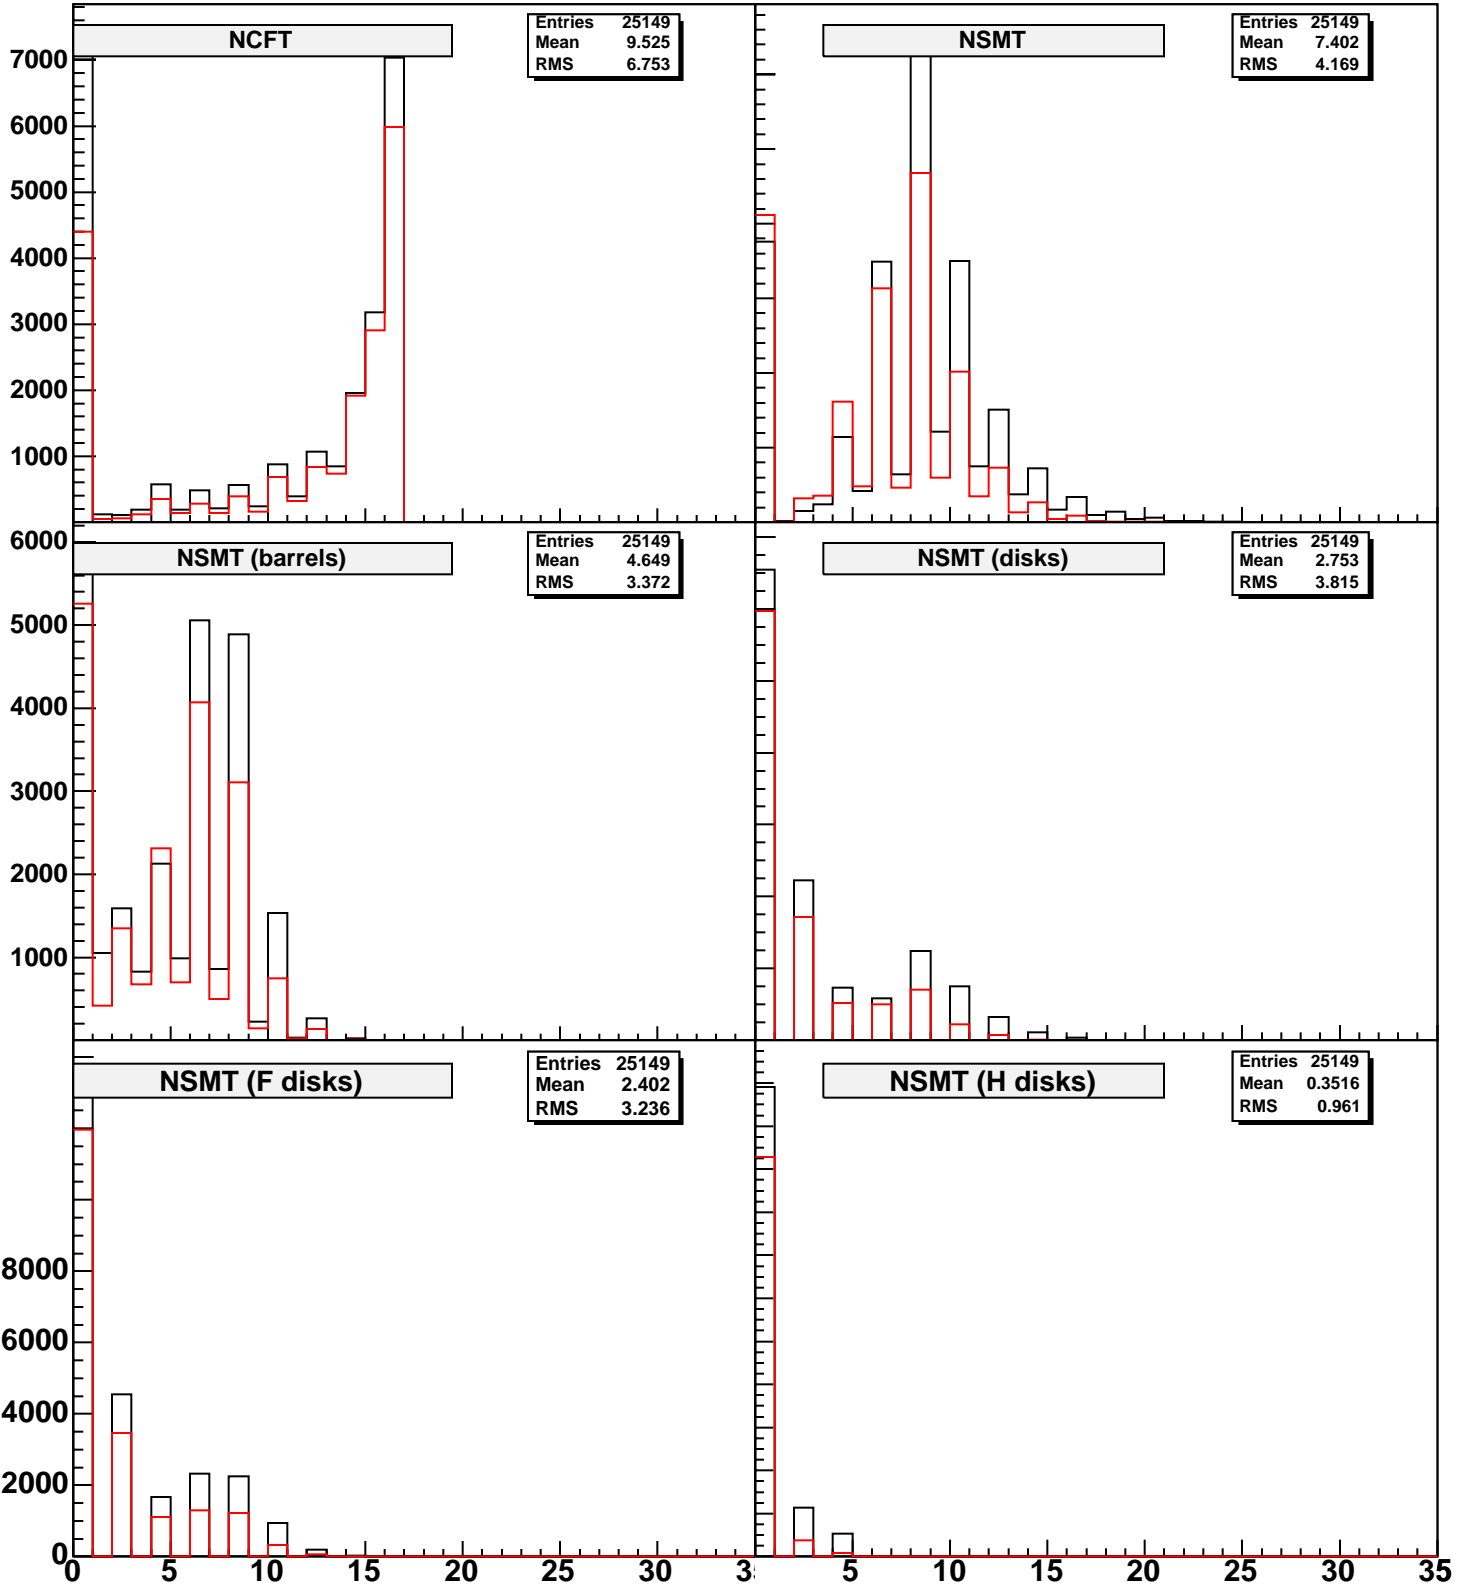 NCFT
Entries 25149
Mean 9.525
RMS 6.753
7000
6000
5000
4000
3000
2000
1000
NSMT
Entries 25149
Mean 7.402
RMS 4.169
NSMT (barrels)
Entries 25149
Mean 4.649
RMS 3.372
6000
5000
4000
3000
2000
1000
NSMT (disks)
Entries 25149
Mean 2.753
RMS 3.815
NSMT (F disks)
Entries 25149
Mean 2.402
RMS 3.236
8000
6000
4000
2000
0
0 5 10 15 20 25 30
NSMT (H disks)
Entries 25149
Mean 0.3516
RMS 0.961
5 10 15 20 25 30 35